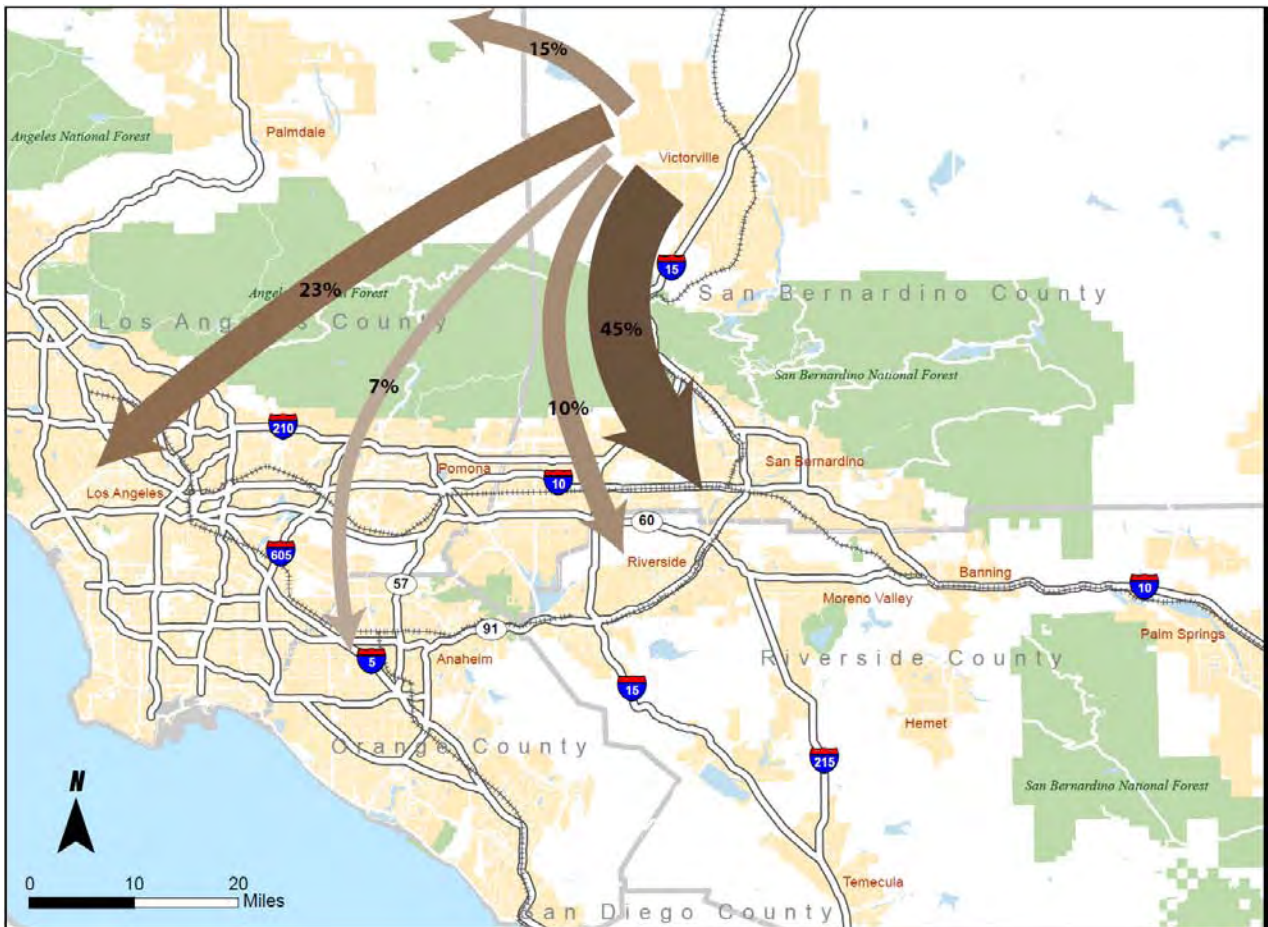 15%
Angeles National Forest
Palmdale
Victorville
15
23%
Angeles National Forest
San Bernardino County
Los Angeles County
45%
7%
San Bernardino National Forest
10%
210
Pomona
San Bernardino
10
Los Angeles
60
605
Riverside
Banning
57
Moreno Valley
10
91
Palm Springs
Anaheim
5
Riverside County
15
Hemet
Orange County
215
N
San Bernardino National Forest
0 10 20
Miles
Temecula
San Diego County